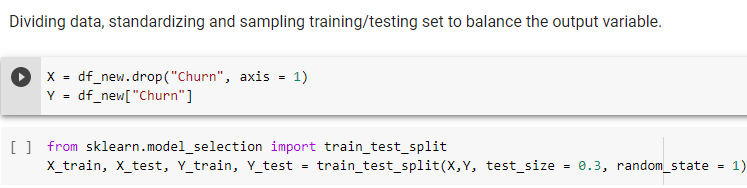 Dividing data, standardizing and sampling training/testing set to balance the output variable.
X = df_new.drop("Churn", axis = 1)
Y = df_new["Churn"]
[ ] from sklearn.model_selection import train_test_split
X_train, X_test, Y_train, Y_test = train_test_split(X,Y, test_size = 0.3, random_state = 1)